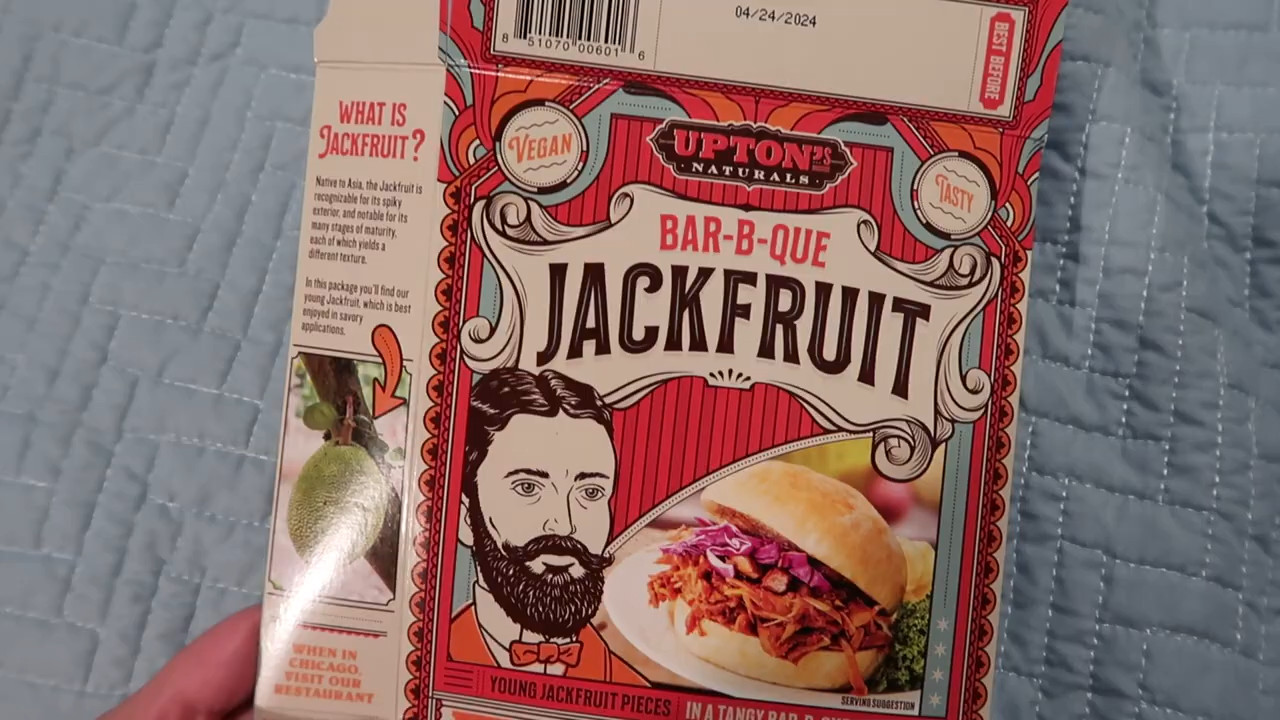 8 51070 00601 6
04/24/2024
BEST BEFORE
WHAT IS
JACKFRUIT?
Native to Asia, the Jackfruit is
recognizable for its spiky
exterior, and notable for its
many stages of maturity,
each of which yields a
different texture.
In this package you'll find our
young Jackfruit, which is best
enjoyed in savory
applications.
WHEN IN
CHICAGO,
VISIT OUR
RESTAURANT
VEGAN
UPTON'S
NATURALS
TASTY
BAR-B-QUE
JACKFRUIT
SERVING SUGGESTION
YOUNG JACKFRUIT PIECES
IN A TANGY BAR-B-QUE